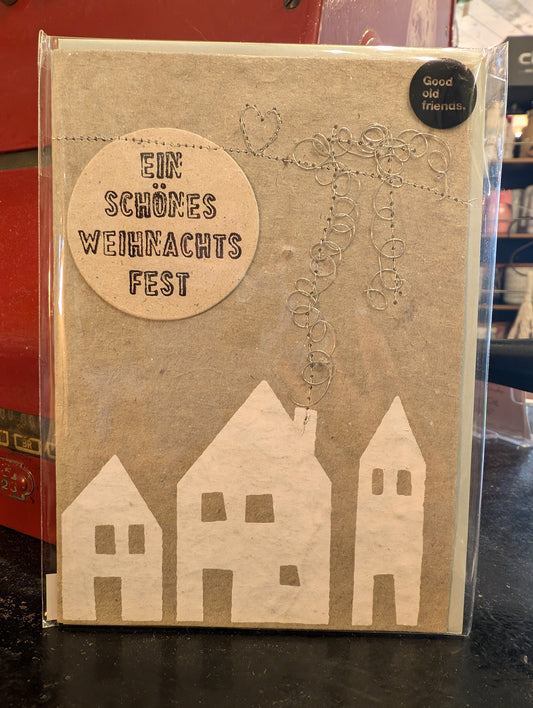 Good
old
friends.
EIN
SCHÖNES
WEIHNACHTS
FEST